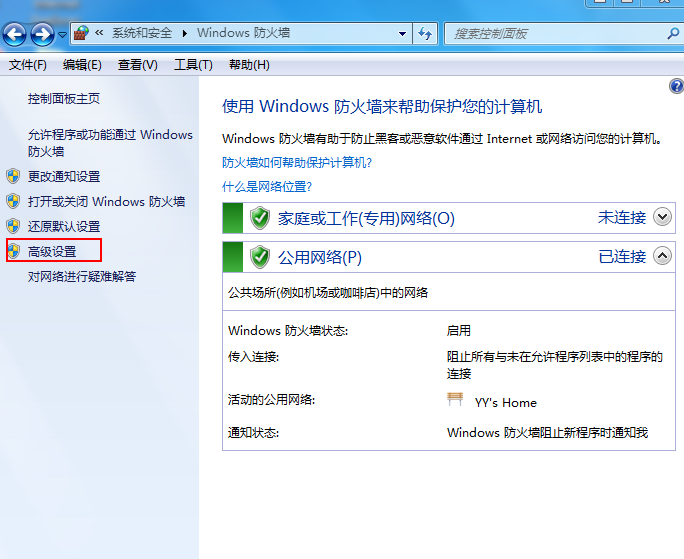 « 系统和安全 ▸ Windows 防火墙
搜索控制面板
文件(F) 编辑(E) 查看(V) 工具(T) 帮助(H)
控制面板主页
允许程序或功能通过 Windows
防火墙
更改通知设置
打开或关闭 Windows 防火墙
还原默认设置
高级设置
对网络进行疑难解答
使用 Windows 防火墙来帮助保护您的计算机
Windows 防火墙有助于防止黑客或恶意软件通过 Internet 或网络访问您的计算机。
防火墙如何帮助保护计算机?
什么是网络位置?
家庭或工作(专用)网络(O) 未连接
公用网络(P) 已连接
公共场所(例如机场或咖啡店)中的网络
Windows 防火墙状态: 启用
传入连接: 阻止所有与未在允许程序列表中的程序的
连接
活动的公用网络: YY's Home
通知状态: Windows 防火墙阻止新程序时通知我